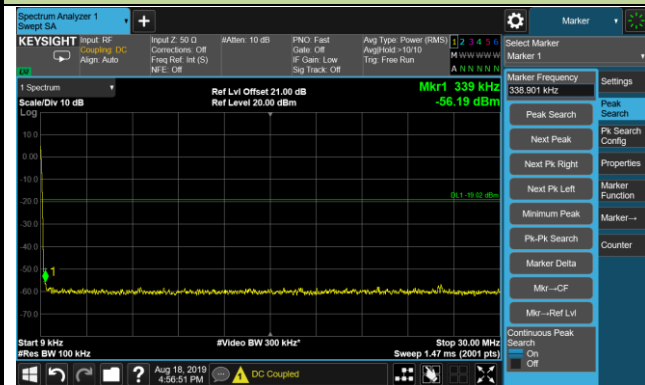 Spectrum Analyzer 1
Swept SA
+
Marker
KEYSIGHT
Input: RF
Coupling: DC
Align: Auto
Input Z: 50 Ω
Corrections: Off
Freq Ref: Int (S)
NFE: Off
#Atten: 10 dB
PNO: Fast
Gate: Off
IF Gain: Low
Sig Track: Off
Avg Type: Power (RMS)
Avg|Hold:>10/10
Trig: Free Run
1 2 3 4 5 6
M W W W W W
A N N N N N
Select Marker
Marker 1
1 Spectrum
Scale/Div 10 dB
Log
Ref Lvl Offset 21.00 dB
Ref Level 20.00 dBm
Mkr1 339 kHz
-56.19 dBm
10.0
0.00
-10.0
-20.0
-30.0
-40.0
-50.0
-60.0
-70.0
DL1 -19.02 dBm
1
Start 9 kHz
#Res BW 100 kHz
#Video BW 300 kHz*
Stop 30.00 MHz
Sweep 1.47 ms (2001 pts)
Marker Frequency
338.901 kHz
Peak Search
Next Peak
Next Pk Right
Next Pk Left
Minimum Peak
Pk-Pk Search
Marker Delta
Mkr→CF
Mkr→Ref Lvl
Continuous Peak
Search
On
Off
Settings
Peak
Search
Pk Search
Config
Properties
Marker
Function
Marker→
Counter
?
Aug 18, 2019
4:56:51 PM
DC Coupled